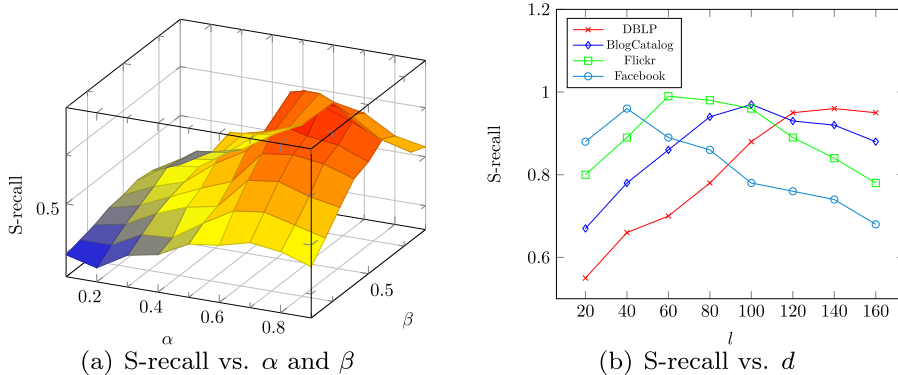 S-recall
0.5
0.2
0.4
0.6
0.8
α
0.5
β
(a) S-recall vs. α and β
1.2
1
0.8
0.6
S-recall
DBLP
BlogCatalog
Flickr
Facebook
20 40 60 80 100 120 140 160
l
(b) S-recall vs. d